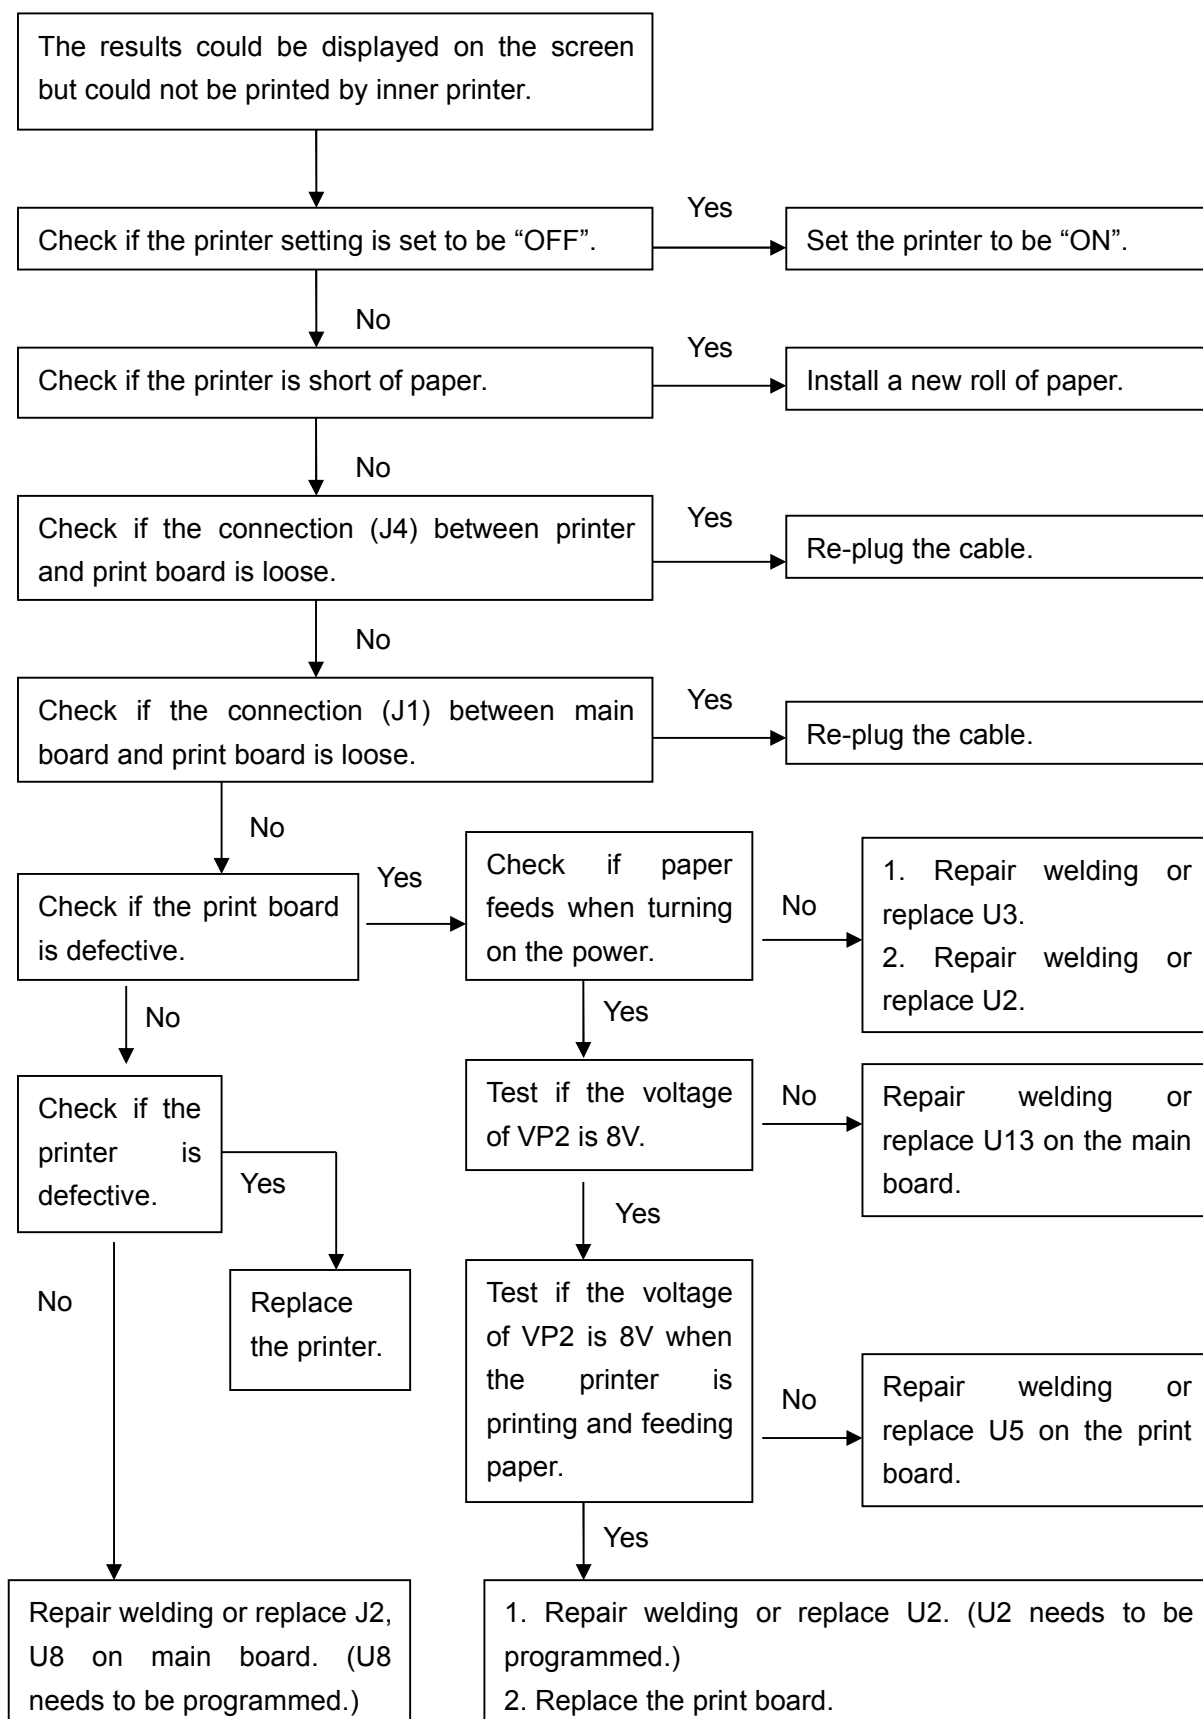 The results could be displayed on the screen
but could not be printed by inner printer.
Yes
Check if the printer setting is set to be “OFF”.
Set the printer to be “ON”.
No
Yes
Check if the printer is short of paper.
Install a new roll of paper.
No
Check if the connection (J4) between printer
and print board is loose.
Yes
Re-plug the cable.
No
Check if the connection (J1) between main
board and print board is loose.
Yes
Re-plug the cable.
No
Check if the print board
is defective.
Yes
Check if paper
feeds when turning
on the power.
No
1. Repair welding or
replace U3.
2. Repair welding or
replace U2.
No
Yes
Check if the
printer is
defective.
Yes
Test if the voltage
of VP2 is 8V.
No
Repair welding or
replace U13 on the main
board.
Yes
No
Replace
the printer.
Test if the voltage
of VP2 is 8V when
the printer is
printing and feeding
paper.
No
Repair welding or
replace U5 on the print
board.
Yes
Repair welding or replace J2,
U8 on main board. (U8
needs to be programmed.)
1. Repair welding or replace U2. (U2 needs to be
programmed.)
2. Replace the print board.